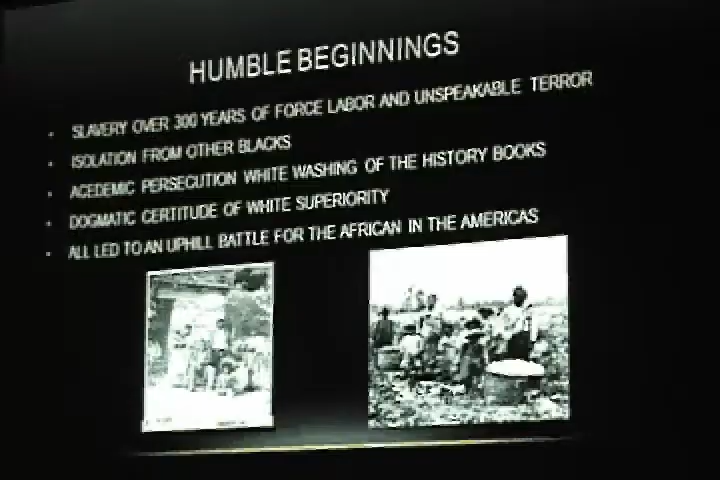 HUMBLE BEGINNINGS
• SLAVERY OVER 300 YEARS OF FORCE LABOR AND UNSPEAKABLE TERROR
• ISOLATION FROM OTHER BLACKS
• ACEDEMIC PERSECUTION WHITE WASHING OF THE HISTORY BOOKS
• DOGMATIC CERTITUDE OF WHITE SUPERIORITY
• ALL LED TO AN UPHILL BATTLE FOR THE AFRICAN IN THE AMERICAS